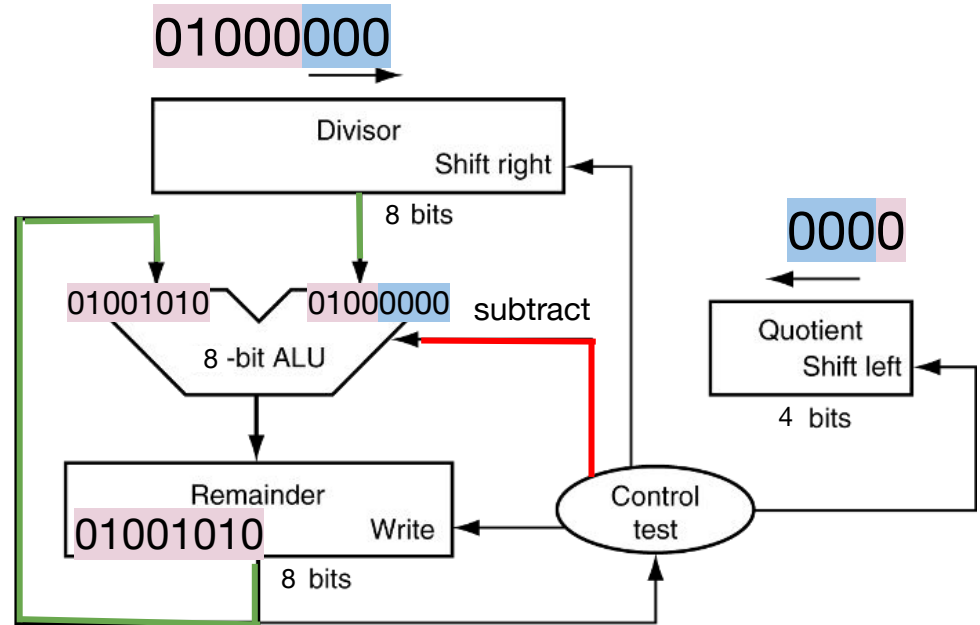 01000000
Divisor
Shift right
8 bits
0000
01001010
01000000
subtract
8 -bit ALU
Quotient
Shift left
4 bits
Remainder
01001010
Write
8 bits
Control
test